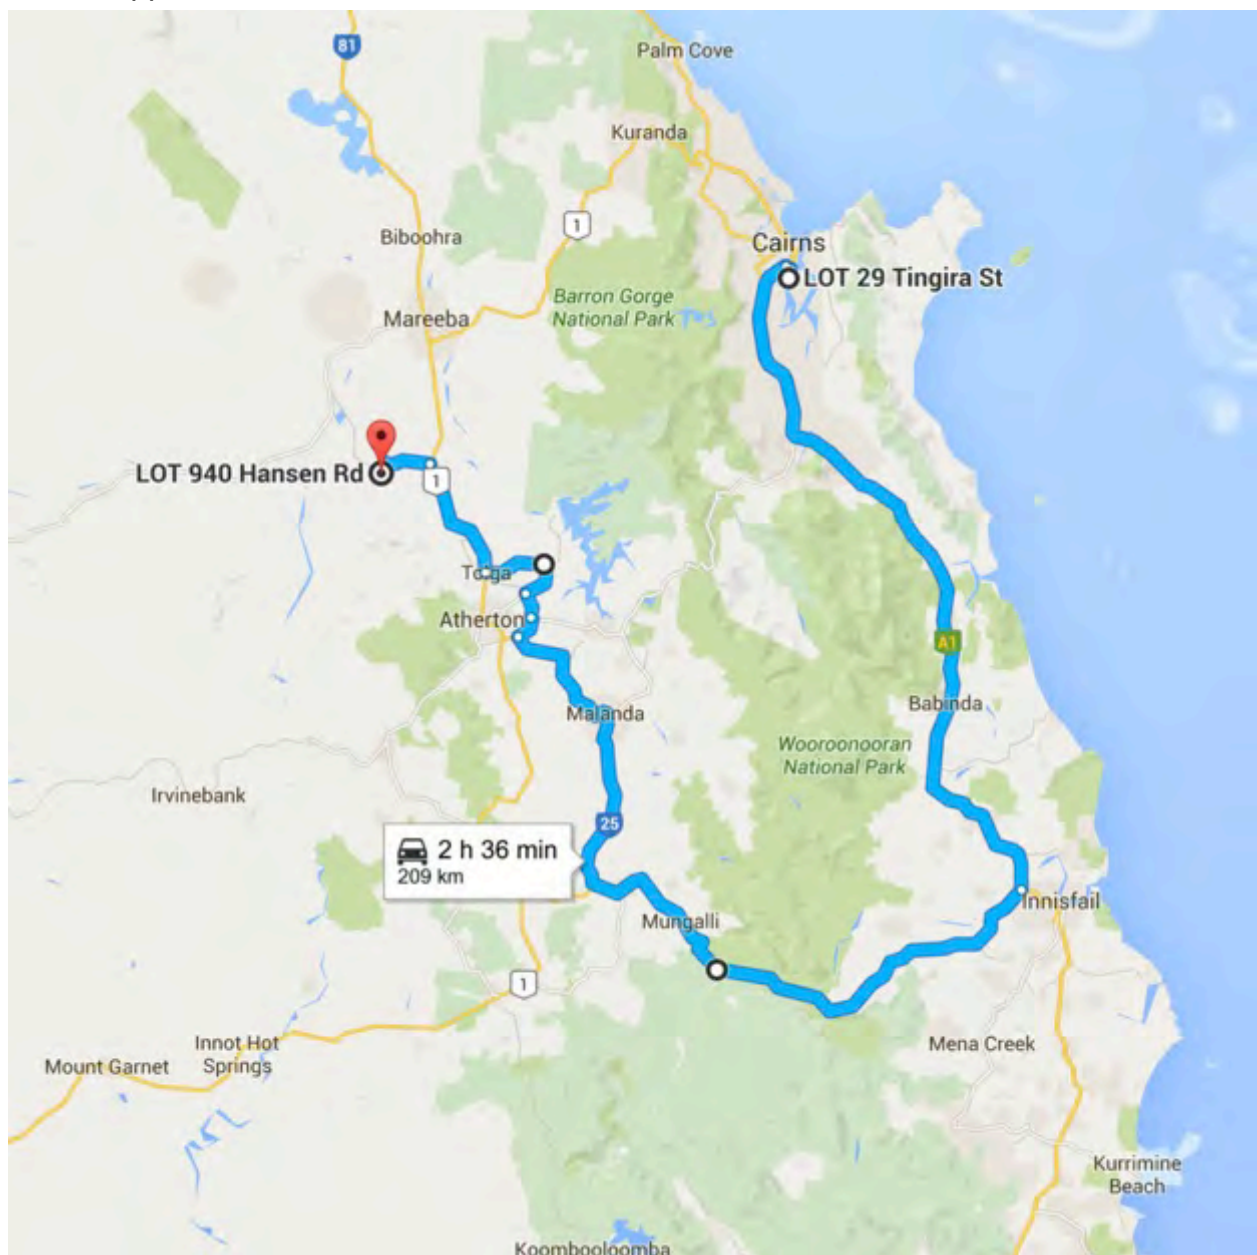 Palm Cove
81
Kuranda
1
Biboohra
Cairns
LOT 29 Tingira St
Barron Gorge
National Park
Mareeba
LOT 940 Hansen Rd
1
Tolga
Atherton
A1
Babinda
Malanda
Wooroonooran
National Park
Irvinebank
25
2 h 36 min
209 km
Innisfail
Mungalli
1
Innot Hot
Springs
Mount Garnet
Mena Creek
Kurrimine
Beach
Koombooloomba